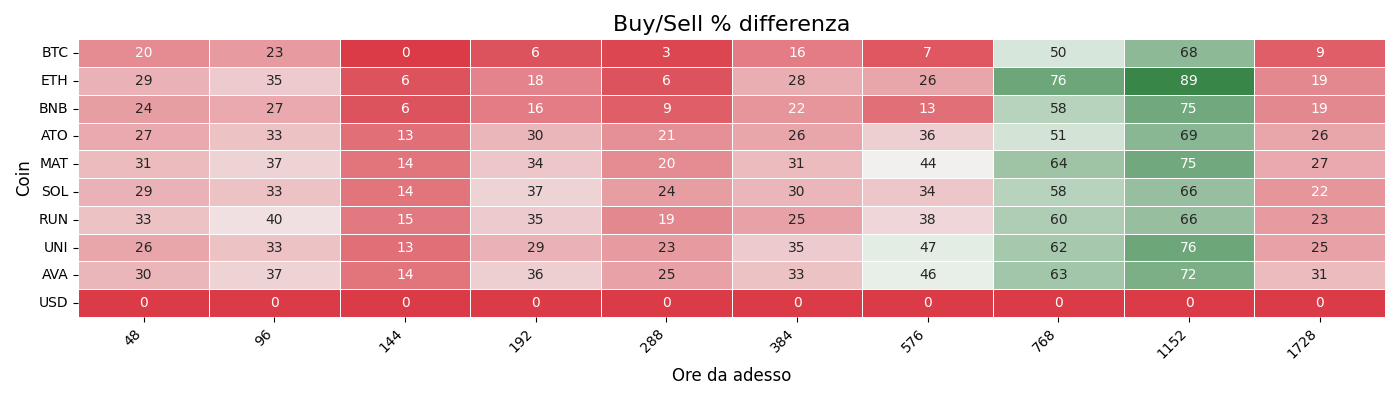 Buy/Sell % differenza
Coin
BTC 20 23 0 6 3 16 7 50 68 9
ETH 29 35 6 18 6 28 26 76 89 19
BNB 24 27 6 16 9 22 13 58 75 19
ATO 27 33 13 30 21 26 36 51 69 26
MAT 31 37 14 34 20 31 44 64 75 27
SOL 29 33 14 37 24 30 34 58 66 22
RUN 33 40 15 35 19 25 38 60 66 23
UNI 26 33 13 29 23 35 47 62 76 25
AVA 30 37 14 36 25 33 46 63 72 31
USD 0 0 0 0 0 0 0 0 0 0
48 96 144 192 288 384 576 768 1152 1728
Ore da adesso